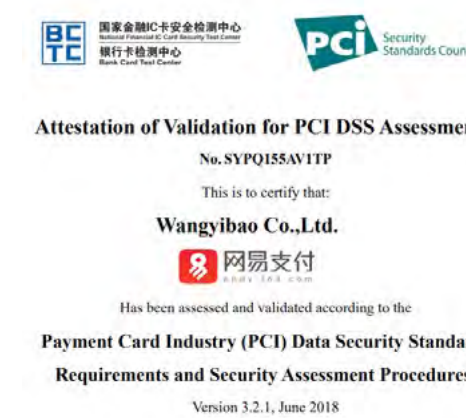 BC
TC
国家金融IC卡安全检测中心
National Financial IC Card Security Test Center
银行卡检测中心
Bank Card Test Center
PCI
Security
Standards Coun
Attestation of Validation for PCI DSS Assessmen
No. SYPQI55AV1TP
This is to certify that:
Wangyibao Co.,Ltd.
网易支付
Has been assessed and validated according to the
Payment Card Industry (PCI) Data Security Standa
Requirements and Security Assessment Procedures
Version 3.2.1, June 2018